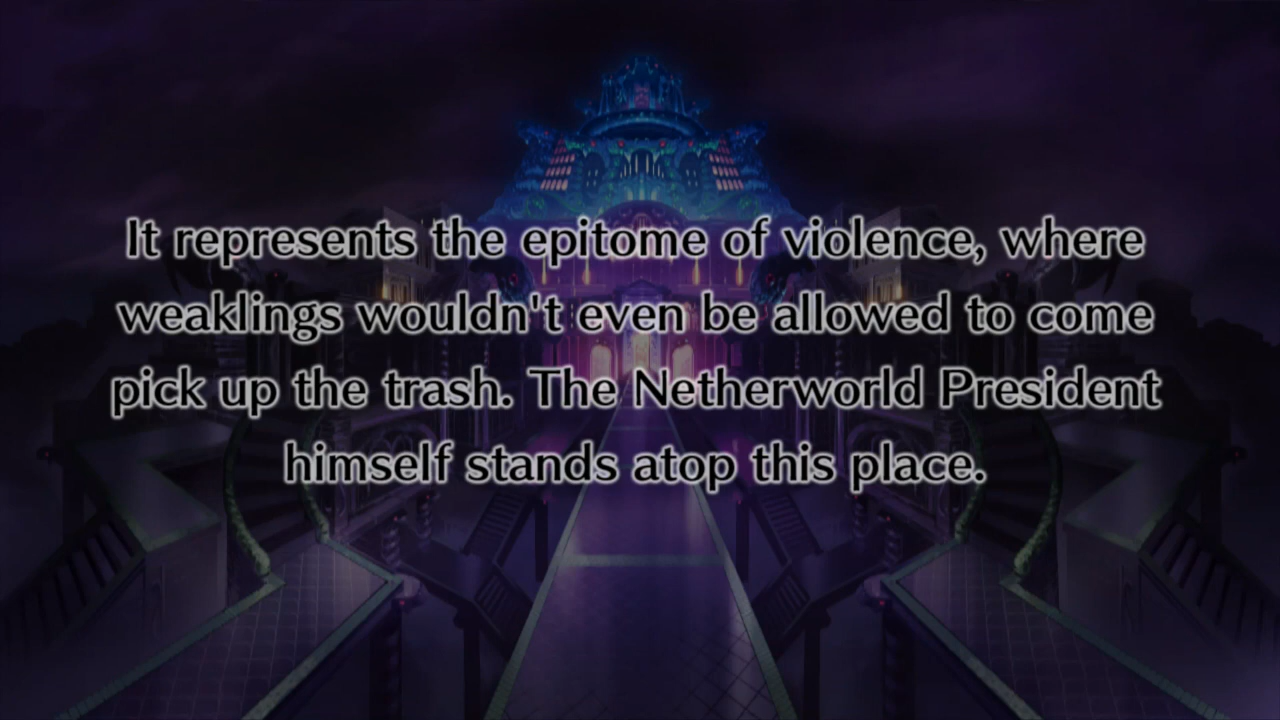 It represents the epitome of violence, where
weaklings wouldn't even be allowed to come
pick up the trash. The Netherworld President
himself stands atop this place.